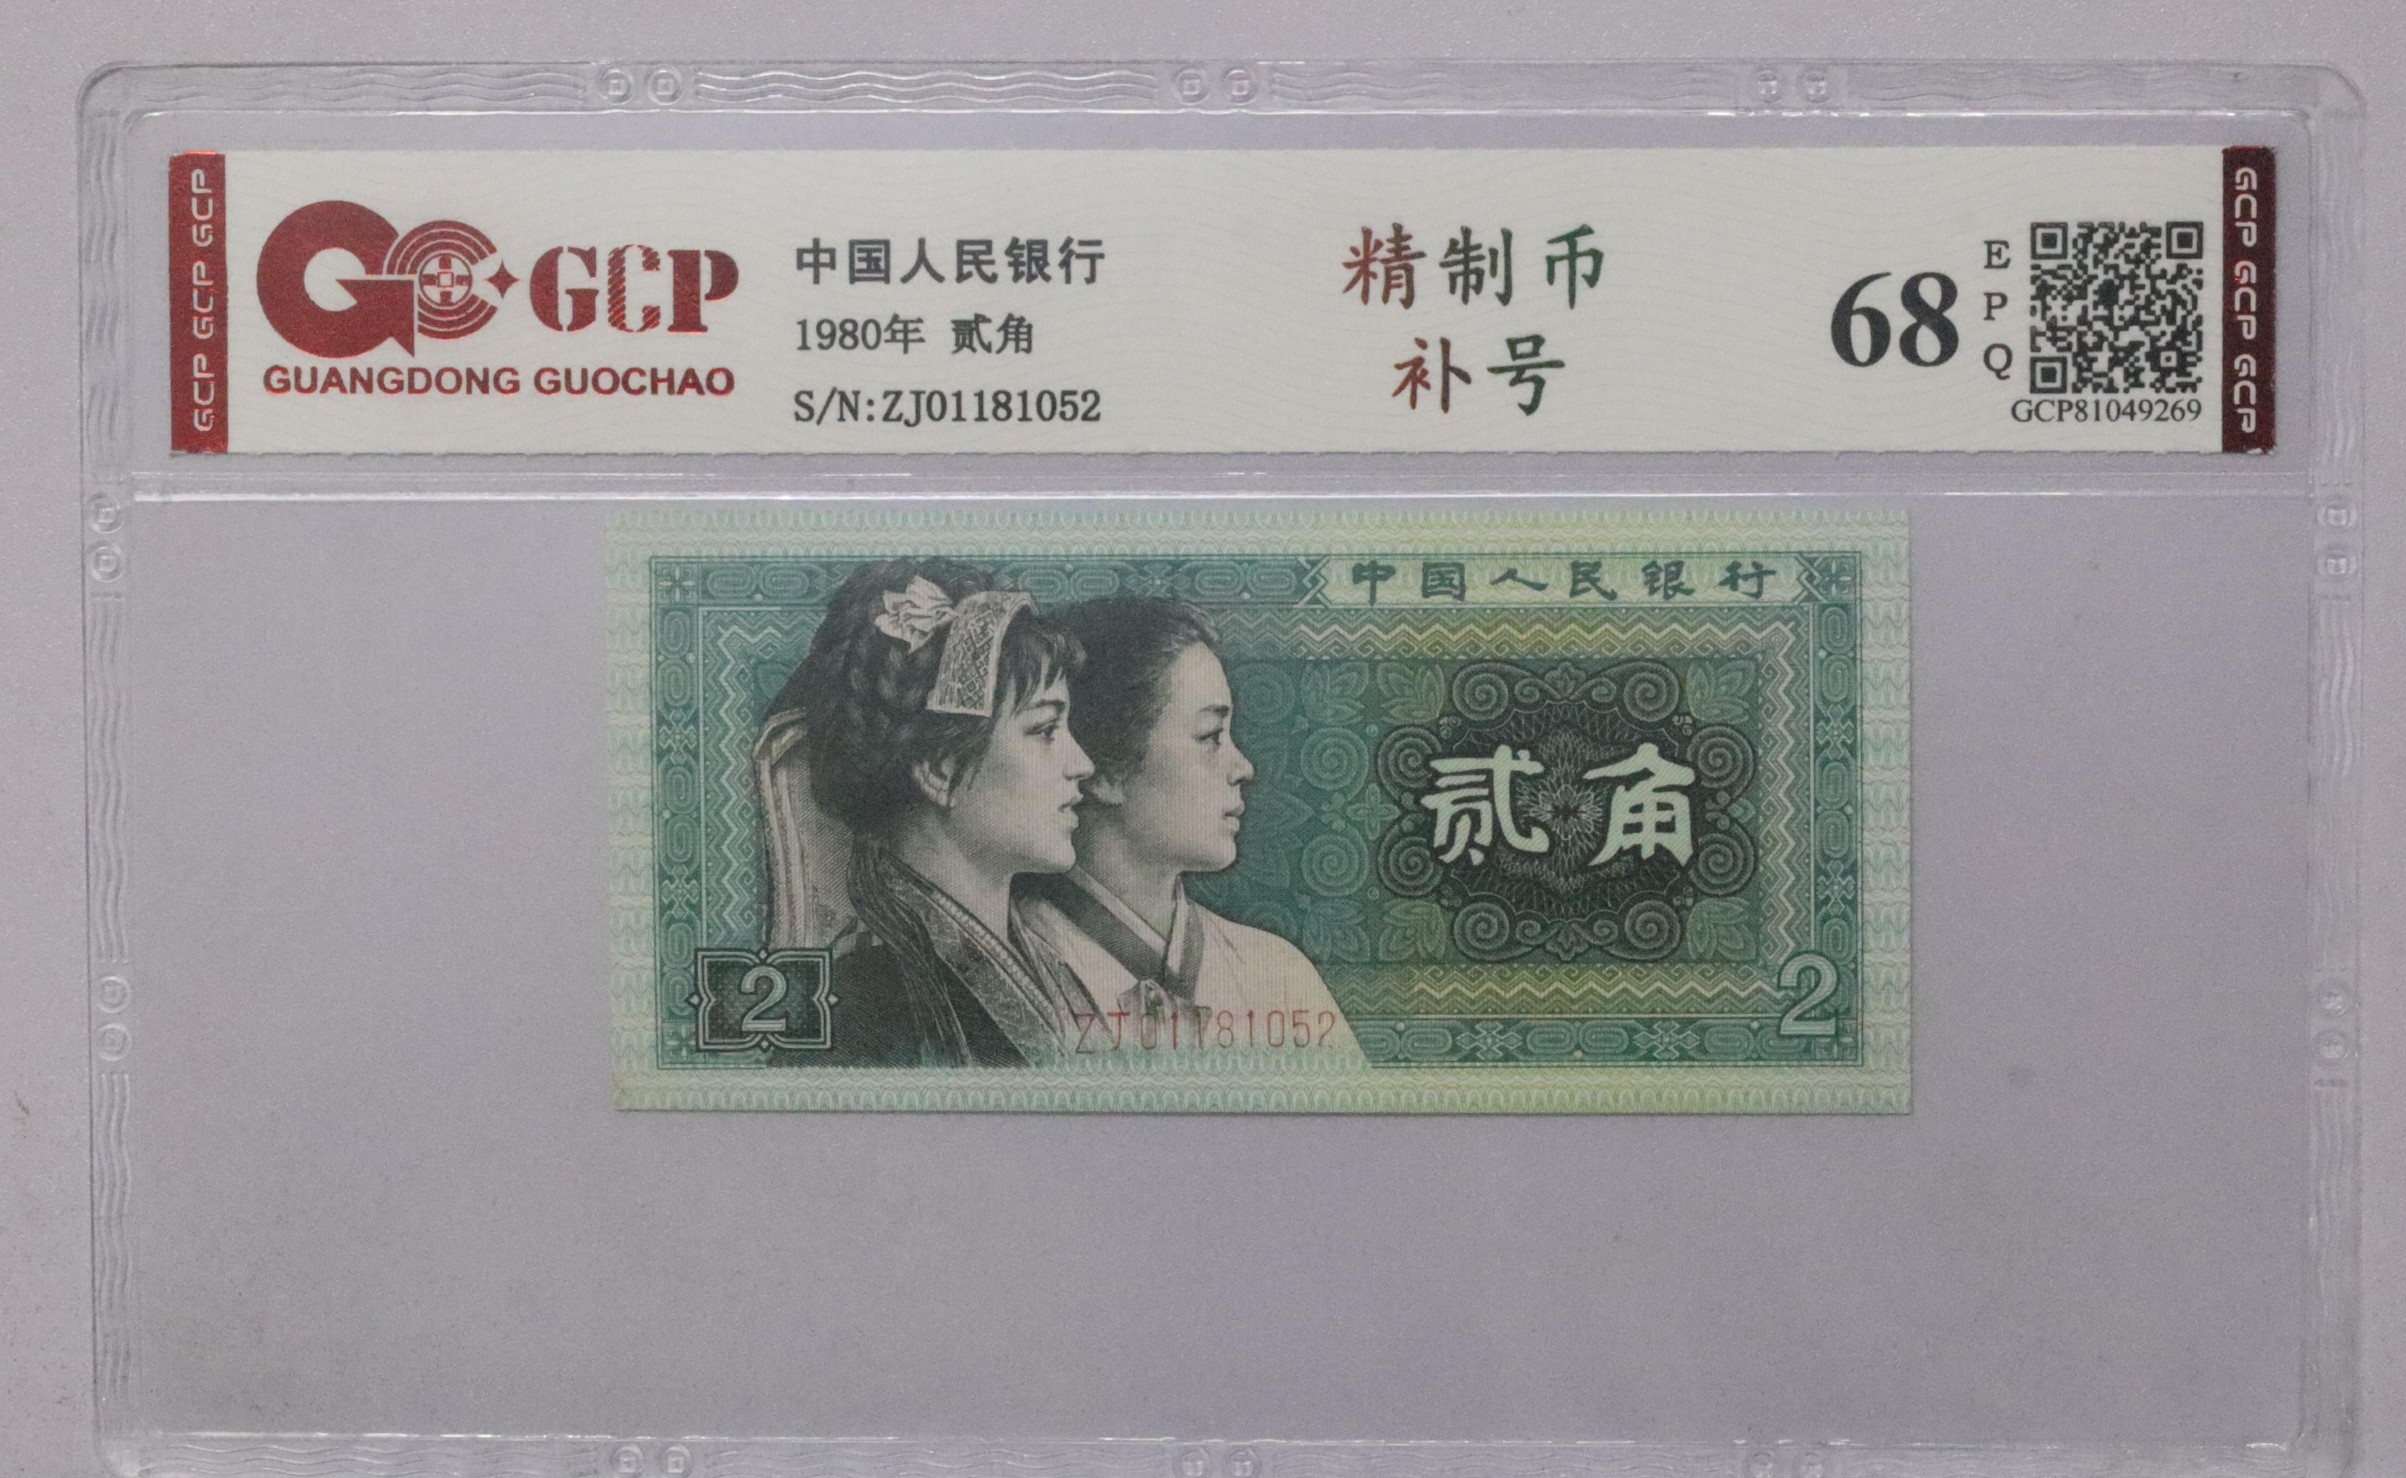 GCP GCP GCP
GCP
GUANGDONG GUOCHAO
中国人民银行
1980年 贰角
S/N:ZJ01181052
精制币
补号
68
EPQ
GCP81049269
GCP GCP GCP
中国人民银行
贰角
2
2
ZJ01181052